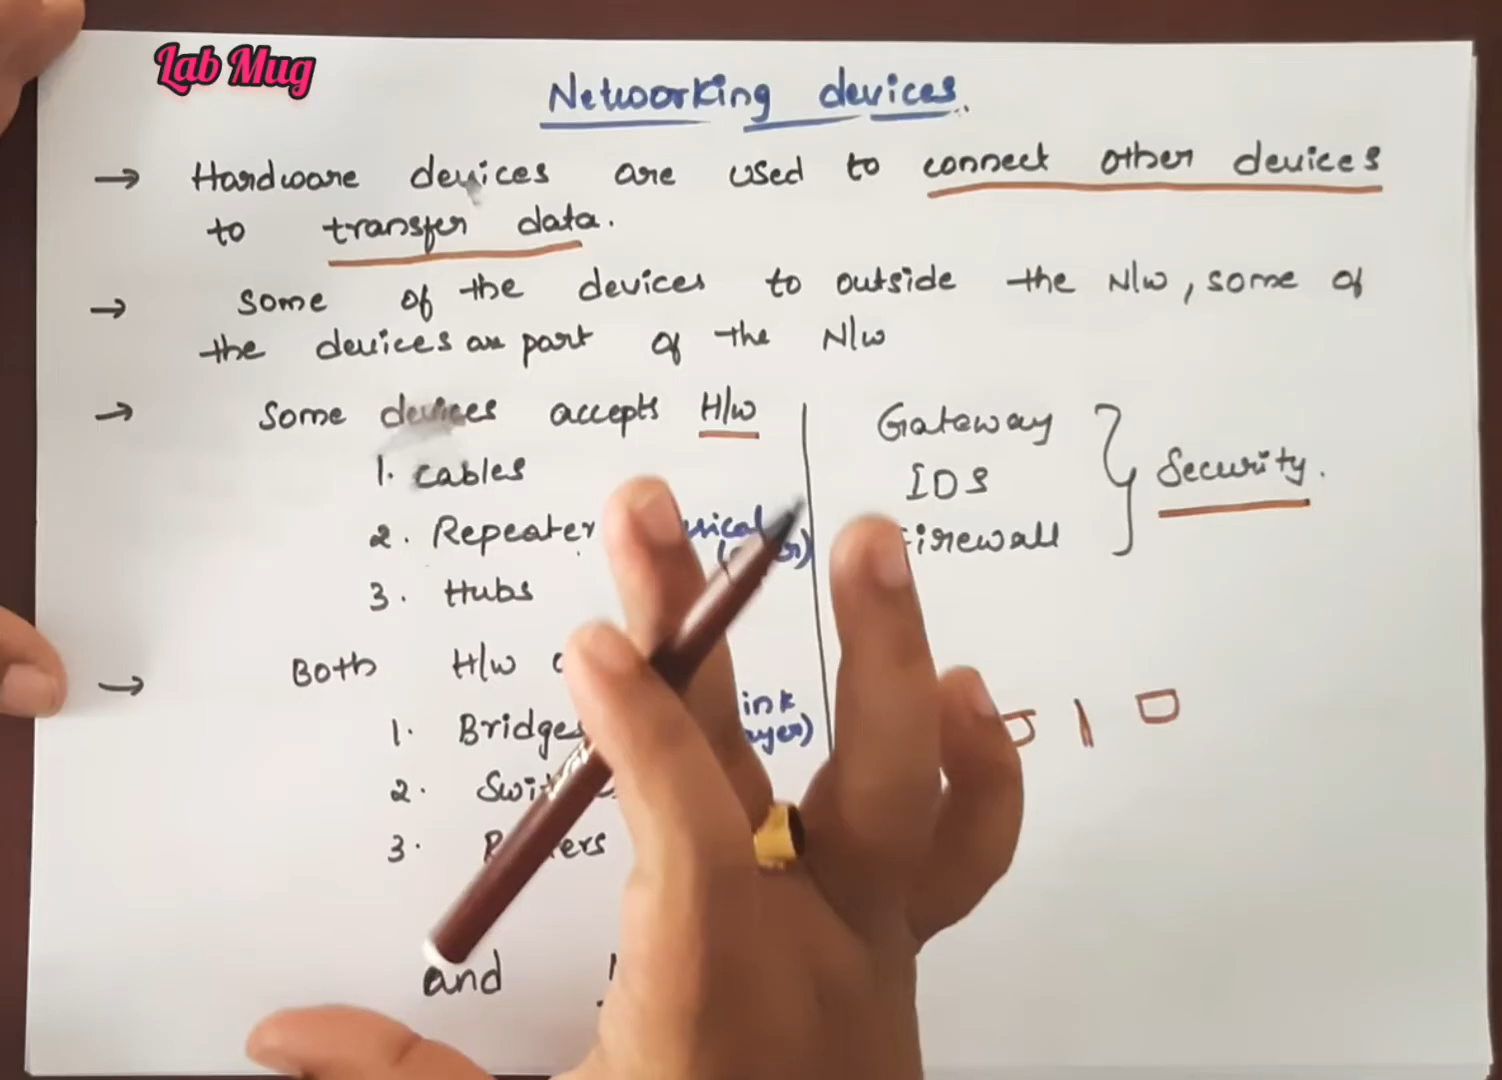 Lab Mug
Networking devices.
→ Hardware devices are used to connect other devices
to transfer data.
→ Some of the devices to outside the N/w, some of
the devices are part of the N/w
→ Some devices accepts H/w
1. cables
2. Repeater
3. Hubs
→ Both H/w
1. Bridges
2.
3.
and
Gateway
IDS
Firewall
Security.